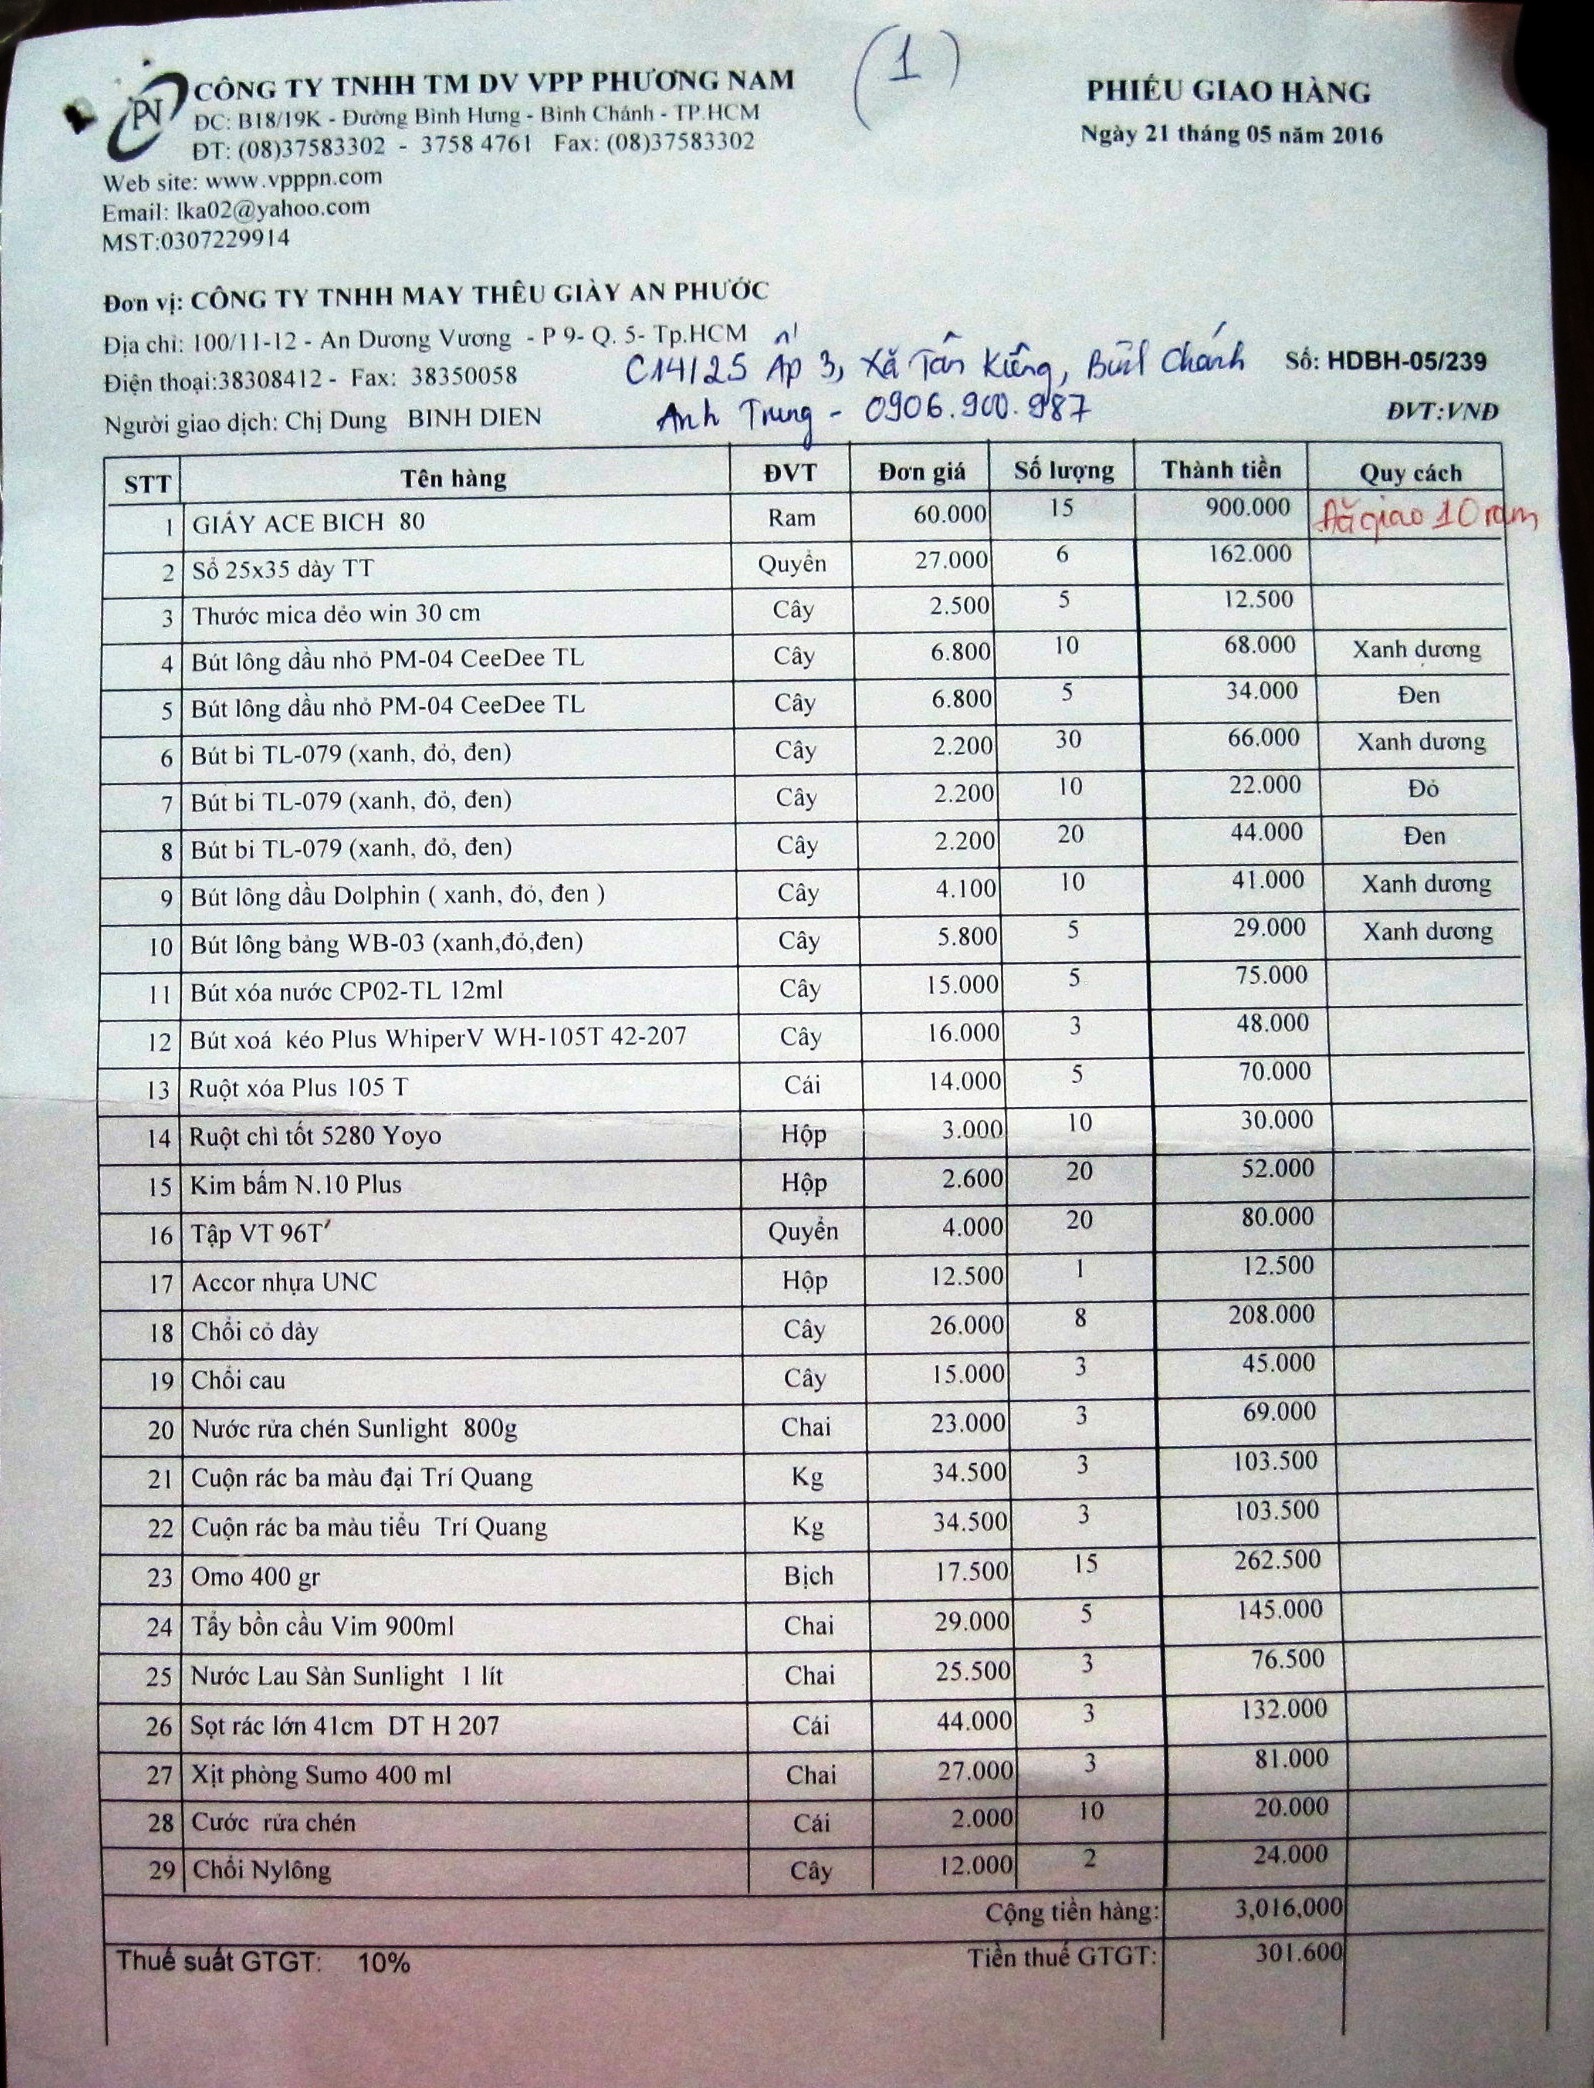 (1)
PN
CÔNG TY TNHH TM DV VPP PHƯƠNG NAM
ĐC: B18/19K - Đường Bình Hưng - Bình Chánh - TP.HCM
ĐT: (08)37583302 - 3758 4761 Fax: (08)37583302
Web site: www.vpppn.com
Email: lka02@yahoo.com
MST:0307229914
PHIẾU GIAO HÀNG
Ngày 21 tháng 05 năm 2016
Đơn vị: CÔNG TY TNHH MAY THÊU GIÀY AN PHƯỚC
Địa chỉ: 100/11-12 - An Dương Vương - P 9- Q. 5- Tp.HCM
Điện thoại:38308412 - Fax: 38350058
C14/25 Ấp 3, Xã Tân Kiêng, Bình Chánh
Số: HDBH-05/239
Người giao dịch: Chị Dung BINH DIEN
Anh Trung - 0906.900.987
ĐVT:VNĐ
STT Tên hàng ĐVT Đơn giá Số lượng Thành tiền Quy cách
1 GIẤY ACE BICH 80 Ram 60.000 15 900.000 Đã giao 10 ram
2 Sổ 25x35 dày TT Quyển 27.000 6 162.000
3 Thước mica dẻo win 30 cm Cây 2.500 5 12.500
4 Bút lông dầu nhỏ PM-04 CeeDee TL Cây 6.800 10 68.000 Xanh dương
5 Bút lông dầu nhỏ PM-04 CeeDee TL Cây 6.800 5 34.000 Đen
6 Bút bi TL-079 (xanh, đỏ, đen) Cây 2.200 30 66.000 Xanh dương
7 Bút bi TL-079 (xanh, đỏ, đen) Cây 2.200 10 22.000 Đỏ
8 Bút bi TL-079 (xanh, đỏ, đen) Cây 2.200 20 44.000 Đen
9 Bút lông dầu Dolphin ( xanh, đỏ, đen ) Cây 4.100 10 41.000 Xanh dương
10 Bút lông bảng WB-03 (xanh,đỏ,đen) Cây 5.800 5 29.000 Xanh dương
11 Bút xóa nước CP02-TL 12ml Cây 15.000 5 75.000
12 Bút xoá kéo Plus WhiperV WH-105T 42-207 Cây 16.000 3 48.000
13 Ruột xóa Plus 105 T Cái 14.000 5 70.000
14 Ruột chì tốt 5280 Yoyo Hộp 3.000 10 30.000
15 Kim bấm N.10 Plus Hộp 2.600 20 52.000
16 Tập VT 96T Quyển 4.000 20 80.000
17 Accor nhựa UNC Hộp 12.500 1 12.500
18 Chổi cỏ dày Cây 26.000 8 208.000
19 Chổi cau Cây 15.000 3 45.000
20 Nước rửa chén Sunlight 800g Chai 23.000 3 69.000
21 Cuộn rác ba màu đại Trí Quang Kg 34.500 3 103.500
22 Cuộn rác ba màu tiểu Trí Quang Kg 34.500 3 103.500
23 Omo 400 gr Bịch 17.500 15 262.500
24 Tẩy bồn cầu Vim 900ml Chai 29.000 5 145.000
25 Nước Lau Sàn Sunlight 1 lít Chai 25.500 3 76.500
26 Sọt rác lớn 41cm DT H 207 Cái 44.000 3 132.000
27 Xịt phòng Sumo 400 ml Chai 27.000 3 81.000
28 Cước rửa chén Cái 2.000 10 20.000
29 Chổi Nylông Cây 12.000 2 24.000
Cộng tiền hàng: 3,016,000
Thuế suất GTGT: 10% Tiền thuế GTGT: 301.600